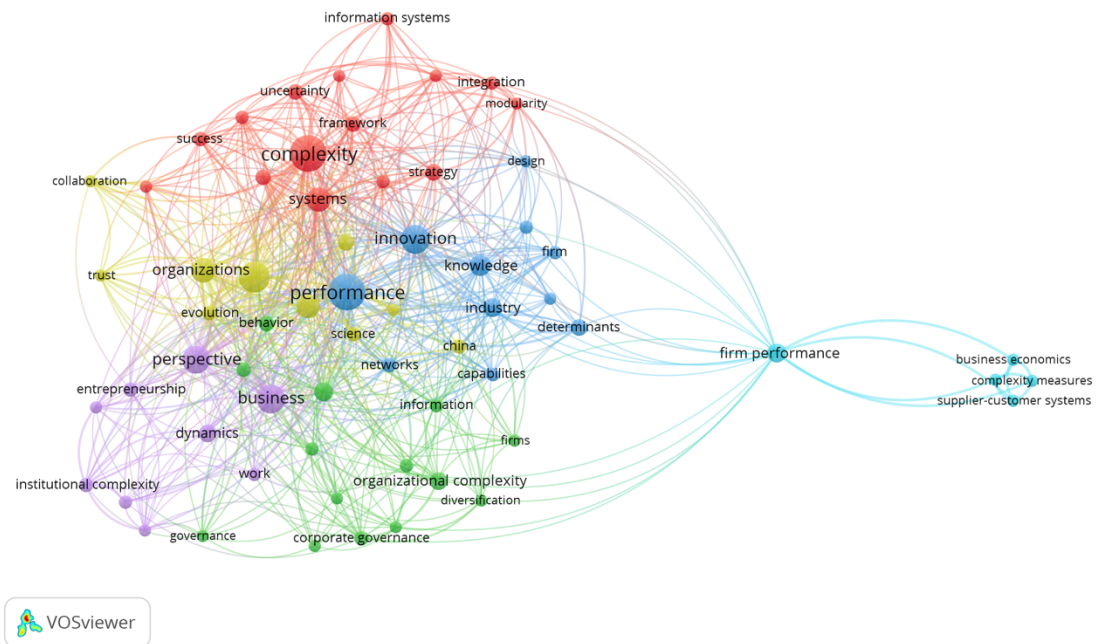 information systems
integration
uncertainty
modularity
framework
success
complexity
design
strategy
collaboration
systems
innovation
firm
knowledge
organizations
trust
performance
industry
evolution
behavior
determinants
science
china
firm performance
perspective
networks
business economics
capabilities
complexity measures
entrepreneurship
business
supplier-customer systems
information
dynamics
firms
work
organizational complexity
institutional complexity
diversification
governance
corporate governance
VOSviewer